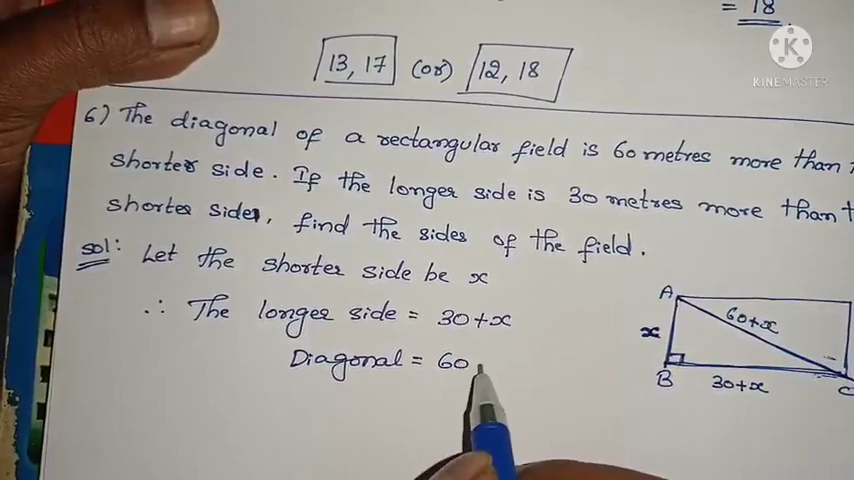 = 18
13, 17 (or) 12, 18
KINEMASTER
6) The diagonal of a rectangular field is 60 metres more than
shorter side. If the longer side is 30 metres more than
shorter side, find the sides of the field.
sol: Let the shorter side be x
∴ The longer side = 30+x
Diagonal = 60
A
60+x
x
B 30+x C